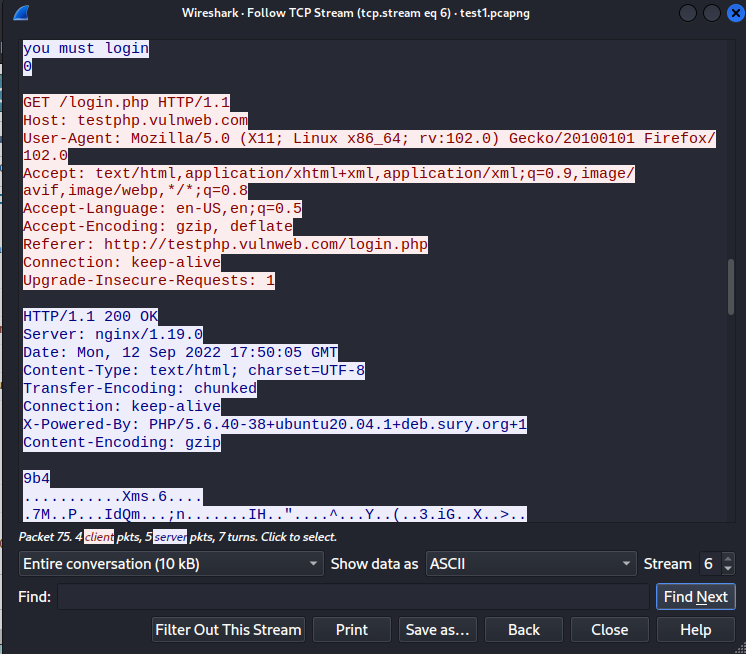 Wireshark · Follow TCP Stream (tcp.stream eq 6) · test1.pcapng
you must login
0
GET /login.php HTTP/1.1
Host: testphp.vulnweb.com
User-Agent: Mozilla/5.0 (X11; Linux x86_64; rv:102.0) Gecko/20100101 Firefox/
102.0
Accept: text/html,application/xhtml+xml,application/xml;q=0.9,image/
avif,image/webp,*/*;q=0.8
Accept-Language: en-US,en;q=0.5
Accept-Encoding: gzip, deflate
Referer: http://testphp.vulnweb.com/login.php
Connection: keep-alive
Upgrade-Insecure-Requests: 1
HTTP/1.1 200 OK
Server: nginx/1.19.0
Date: Mon, 12 Sep 2022 17:50:05 GMT
Content-Type: text/html; charset=UTF-8
Transfer-Encoding: chunked
Connection: keep-alive
X-Powered-By: PHP/5.6.40-38+ubuntu20.04.1+deb.sury.org+1
Content-Encoding: gzip
9b4
...........Xms.6....
.7M..P...IdQm...;n.......IH.."....^...Y..(..3.iG..X..>..
Packet 75. 4 client pkts, 5 server pkts, 7 turns. Click to select.
Entire conversation (10 kB) Show data as ASCII Stream 6
Find: Find Next
Filter Out This Stream Print Save as… Back Close Help